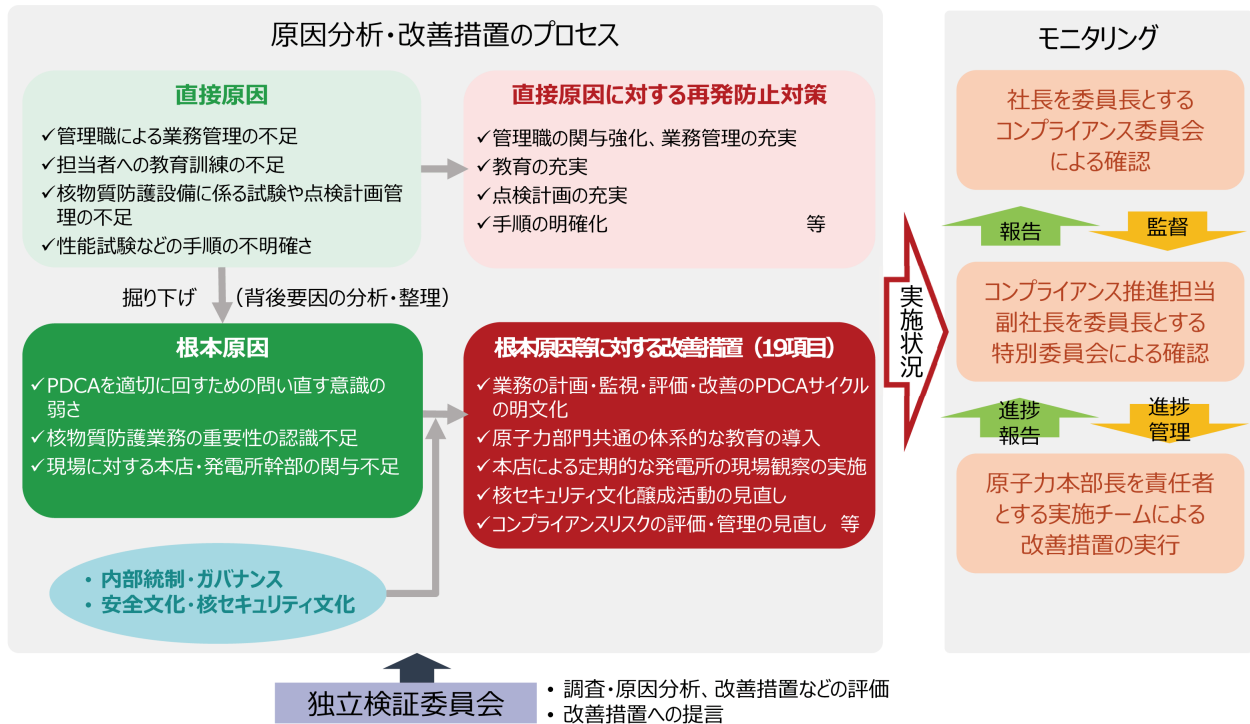 原因分析・改善措置のプロセス
直接原因
✓管理職による業務管理の不足
✓担当者への教育訓練の不足
✓核物質防護設備に係る試験や点検計画管
理の不足
✓性能試験などの手順の不明確さ
直接原因に対する再発防止対策
✓管理職の関与強化、業務管理の充実
✓教育の充実
✓点検計画の充実
✓手順の明確化 等
掘り下げ (背後要因の分析・整理)
根本原因
✓PDCAを適切に回すための問い直す意識の
弱さ
✓核物質防護業務の重要性の認識不足
✓現場に対する本店・発電所幹部の関与不足
根本原因等に対する改善措置(19項目)
✓業務の計画・監視・評価・改善のPDCAサイクル
の明文化
✓原子力部門共通の体系的な教育の導入
✓本店による定期的な発電所の現場観察の実施
✓核セキュリティ文化醸成活動の見直し
✓コンプライアンスリスクの評価・管理の見直し 等
• 内部統制・ガバナンス
• 安全文化・核セキュリティ文化
独立検証委員会
• 調査・原因分析、改善措置などの評価
• 改善措置への提言
実施状況
モニタリング
社長を委員長とする
コンプライアンス委員会
による確認
報告
監督
コンプライアンス推進担当
副社長を委員長とする
特別委員会による確認
進捗
報告
進捗
管理
原子力本部長を責任者
とする実施チームによる
改善措置の実行